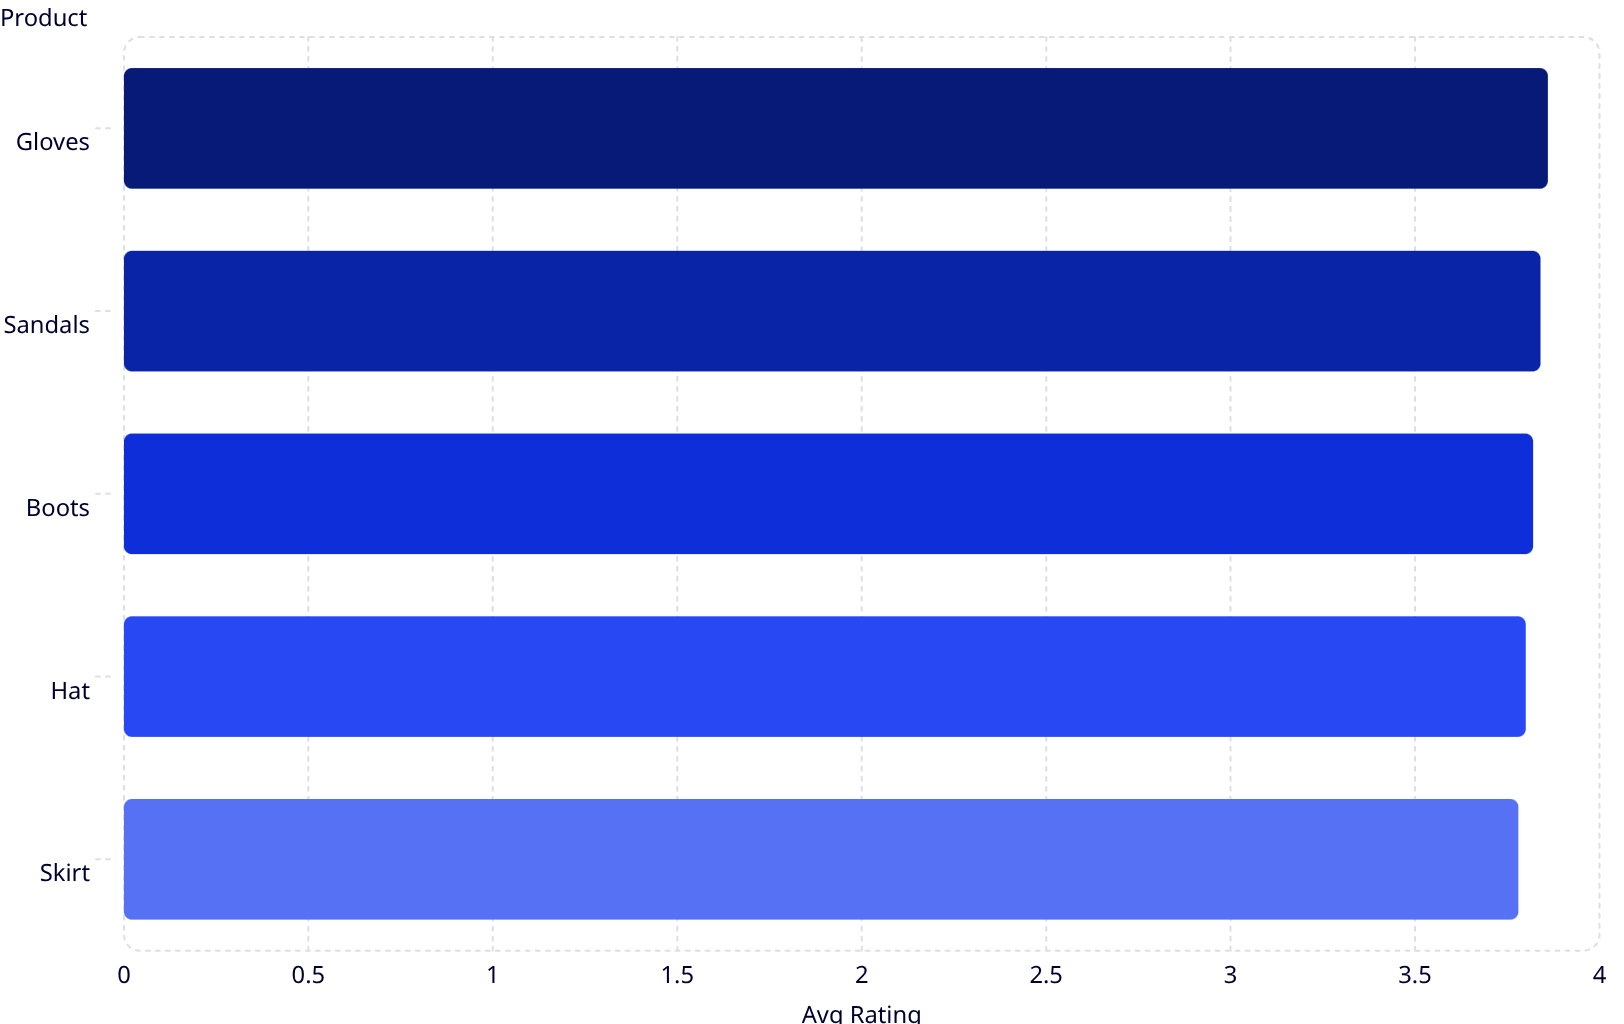 Product
Gloves
Sandals
Boots
Hat
Skirt
0 0.5 1 1.5 2 2.5 3 3.5 4
Avg Rating